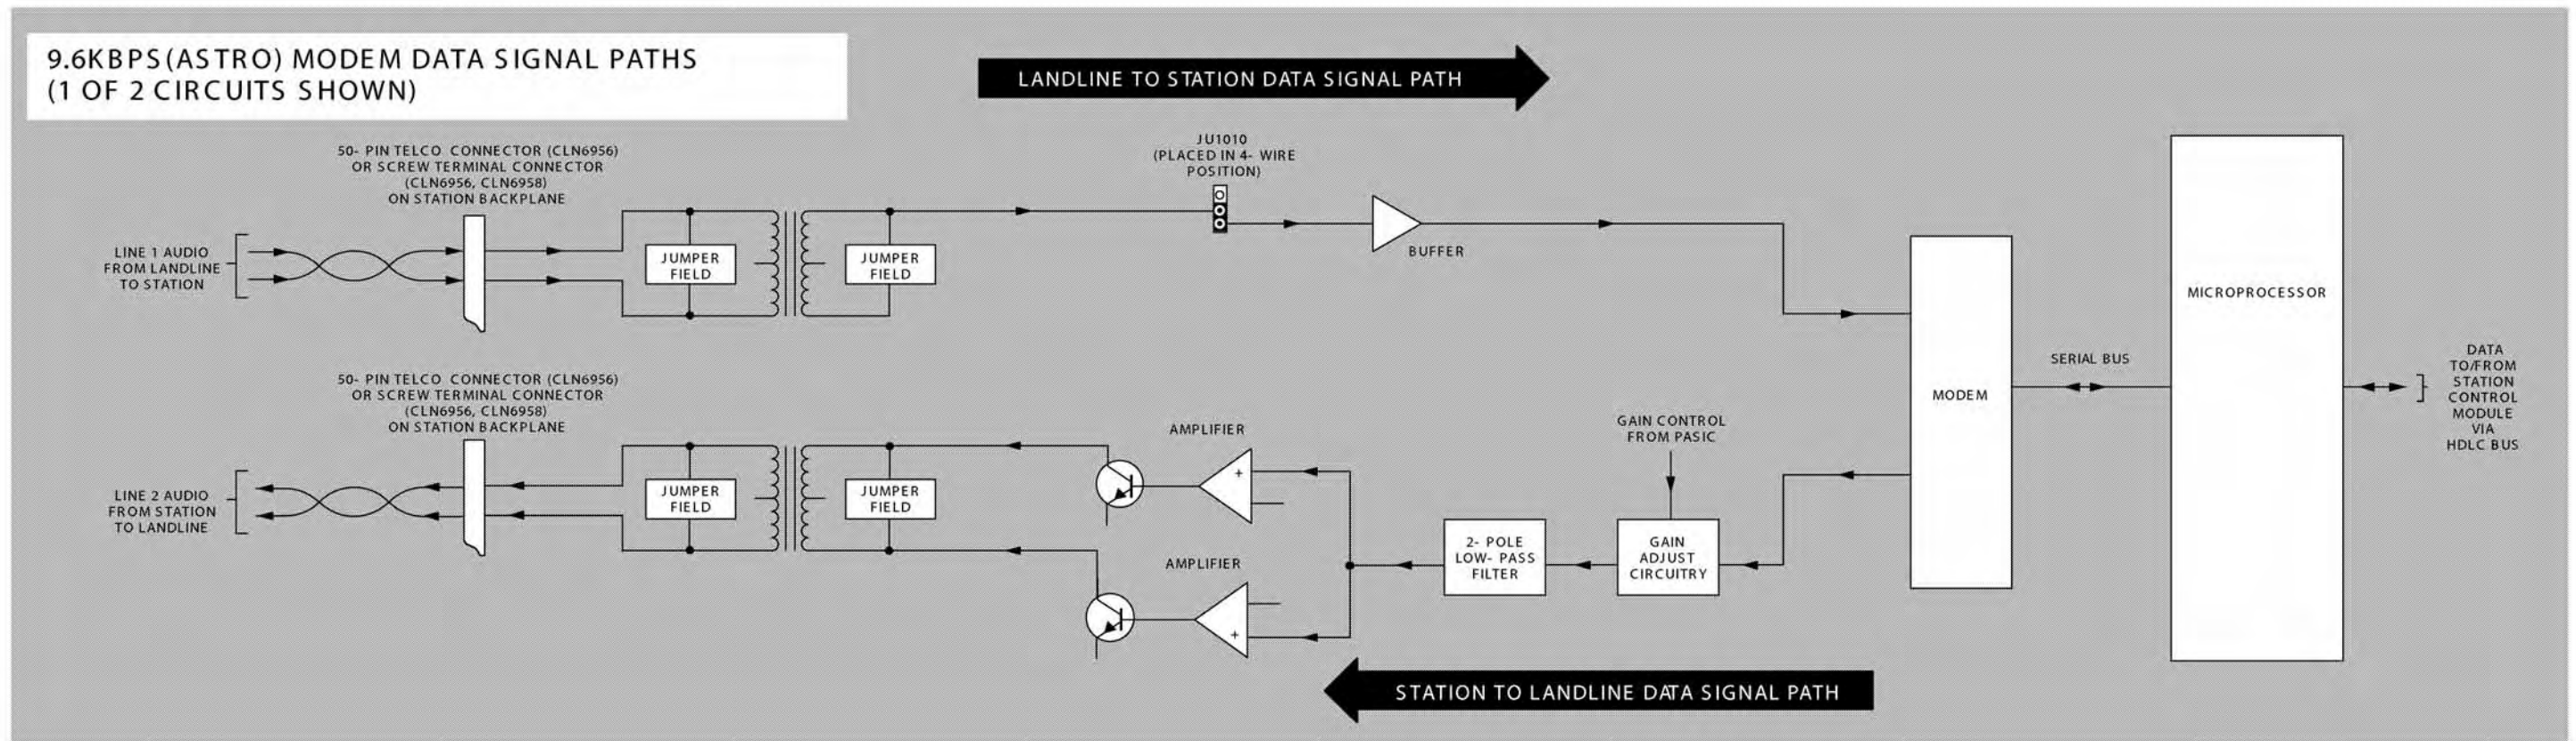 9.6KBPS (ASTRO) MODEM DATA SIGNAL PATHS
(1 OF 2 CIRCUITS SHOWN)
LANDLINE TO STATION DATA SIGNAL PATH
50- PIN TELCO CONNECTOR (CLN6956)
OR SCREW TERMINAL CONNECTOR
(CLN6956, CLN6958)
ON STATION BACKPLANE
LINE 1 AUDIO
FROM LANDLINE
TO STATION
JUMPER
FIELD
JUMPER
FIELD
JU1010
(PLACED IN 4- WIRE
POSITION)
BUFFER
MODEM
SERIAL BUS
MICROPROCESSOR
DATA
TO/FROM
STATION
CONTROL
MODULE
VIA
HDLC BUS
50- PIN TELCO CONNECTOR (CLN6956)
OR SCREW TERMINAL CONNECTOR
(CLN6956, CLN6958)
ON STATION BACKPLANE
LINE 2 AUDIO
FROM STATION
TO LANDLINE
JUMPER
FIELD
JUMPER
FIELD
AMPLIFIER
+
AMPLIFIER
+
2- POLE
LOW- PASS
FILTER
GAIN CONTROL
FROM PASIC
GAIN
ADJUST
CIRCUITRY
STATION TO LANDLINE DATA SIGNAL PATH